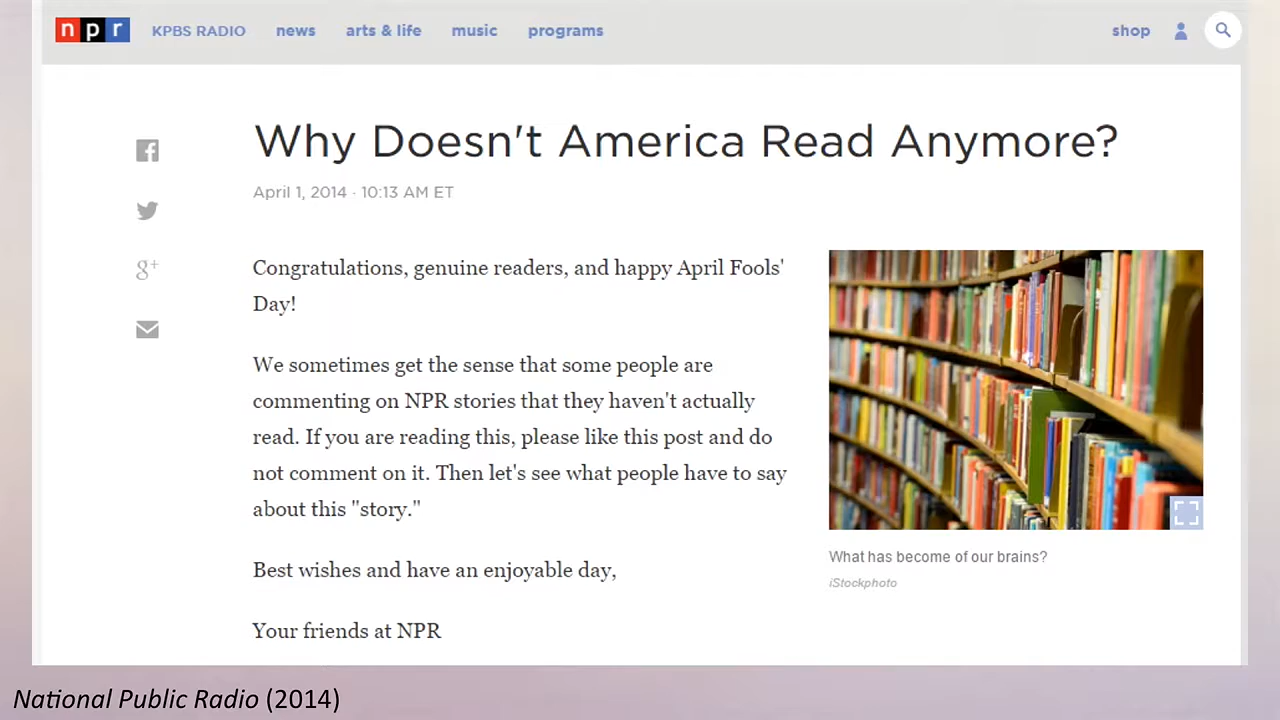 npr KPBS RADIO news arts & life music programs shop
Why Doesn't America Read Anymore?
April 1, 2014 · 10:13 AM ET
g+
Congratulations, genuine readers, and happy April Fools'
Day!
We sometimes get the sense that some people are
commenting on NPR stories that they haven't actually
read. If you are reading this, please like this post and do
not comment on it. Then let's see what people have to say
about this "story."
Best wishes and have an enjoyable day,
Your friends at NPR
What has become of our brains?
iStockphoto
National Public Radio (2014)